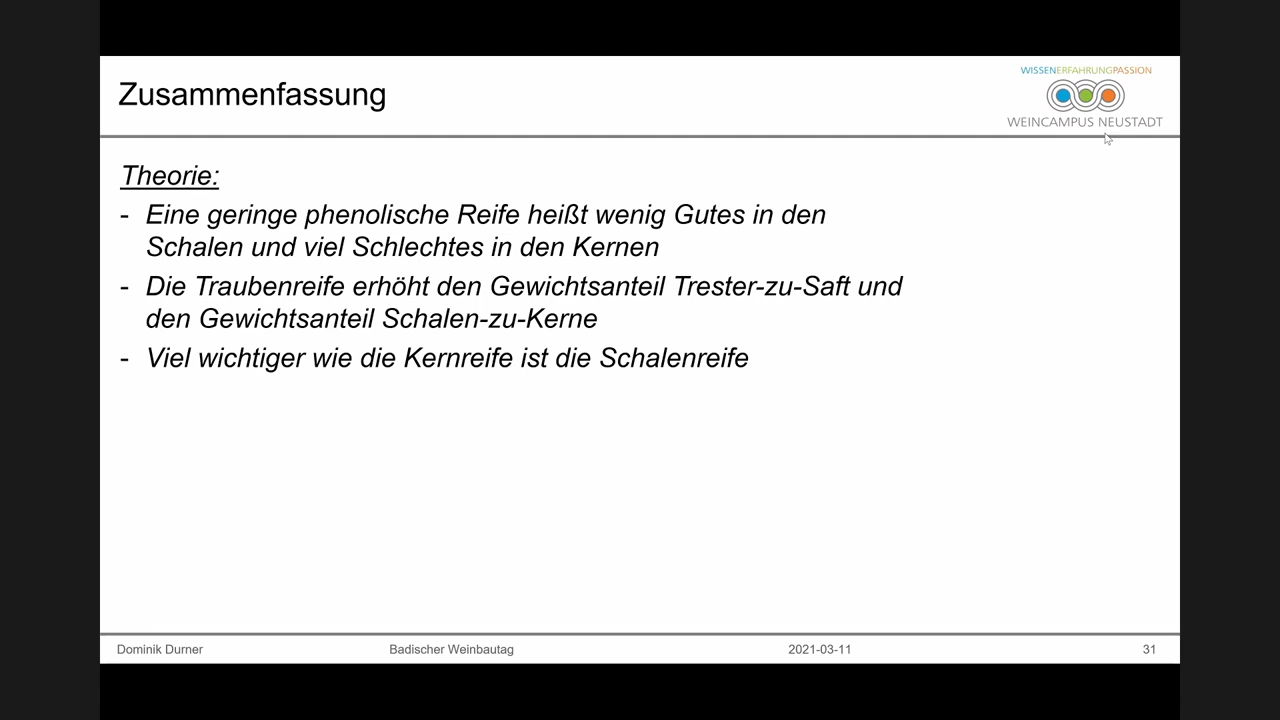 Zusammenfassung
WISSENERFAHRUNGPASSION
WEINCAMPUS NEUSTADT
Theorie:
- Eine geringe phenolische Reife heißt wenig Gutes in den
Schalen und viel Schlechtes in den Kernen
- Die Traubenreife erhöht den Gewichtsanteil Trester-zu-Saft und
den Gewichtsanteil Schalen-zu-Kerne
- Viel wichtiger wie die Kernreife ist die Schalenreife
Dominik Durner Badischer Weinbautag 2021-03-11 31